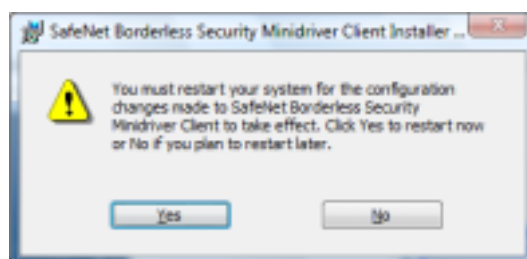 SafeNet Borderless Security Minidriver Client Installer ...
You must restart your system for the configuration
changes made to SafeNet Borderless Security
Minidriver Client to take effect. Click Yes to restart now
or No if you plan to restart later.
Yes
No